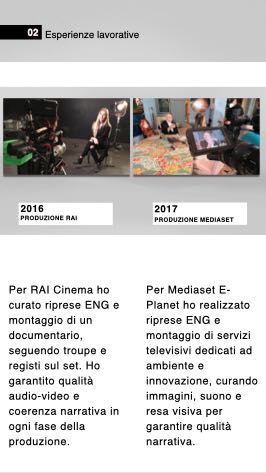 02 Esperienze lavorative
2016
PRODUZIONE RAI
2017
PRODUZIONE MEDIASET
Per RAI Cinema ho
curato riprese ENG e
montaggio di un
documentario,
seguendo troupe e
registi sul set. Ho
garantito qualità
audio-video e
coerenza narrativa in
ogni fase della
produzione.
Per Mediaset E-
Planet ho realizzato
riprese ENG e
montaggio di servizi
televisivi dedicati ad
ambiente e
innovazione, curando
immagini, suono e
resa visiva per
garantire qualità
narrativa.